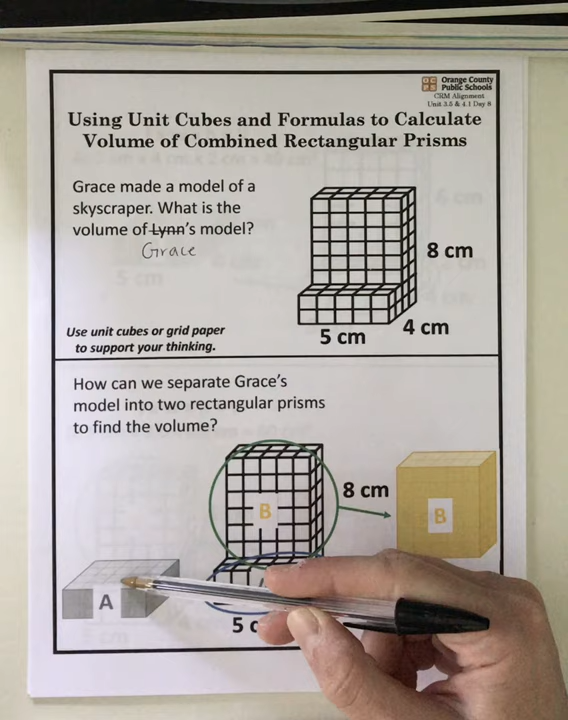 Orange County
Public Schools
CRM Alignment
Unit 3.5 & 4.1 Day 8
Using Unit Cubes and Formulas to Calculate
Volume of Combined Rectangular Prisms
Grace made a model of a
skyscraper. What is the
volume of Lynn's model?
Grace
8 cm
4 cm
5 cm
Use unit cubes or grid paper
to support your thinking.
How can we separate Grace's
model into two rectangular prisms
to find the volume?
8 cm
B
B
A
5 c